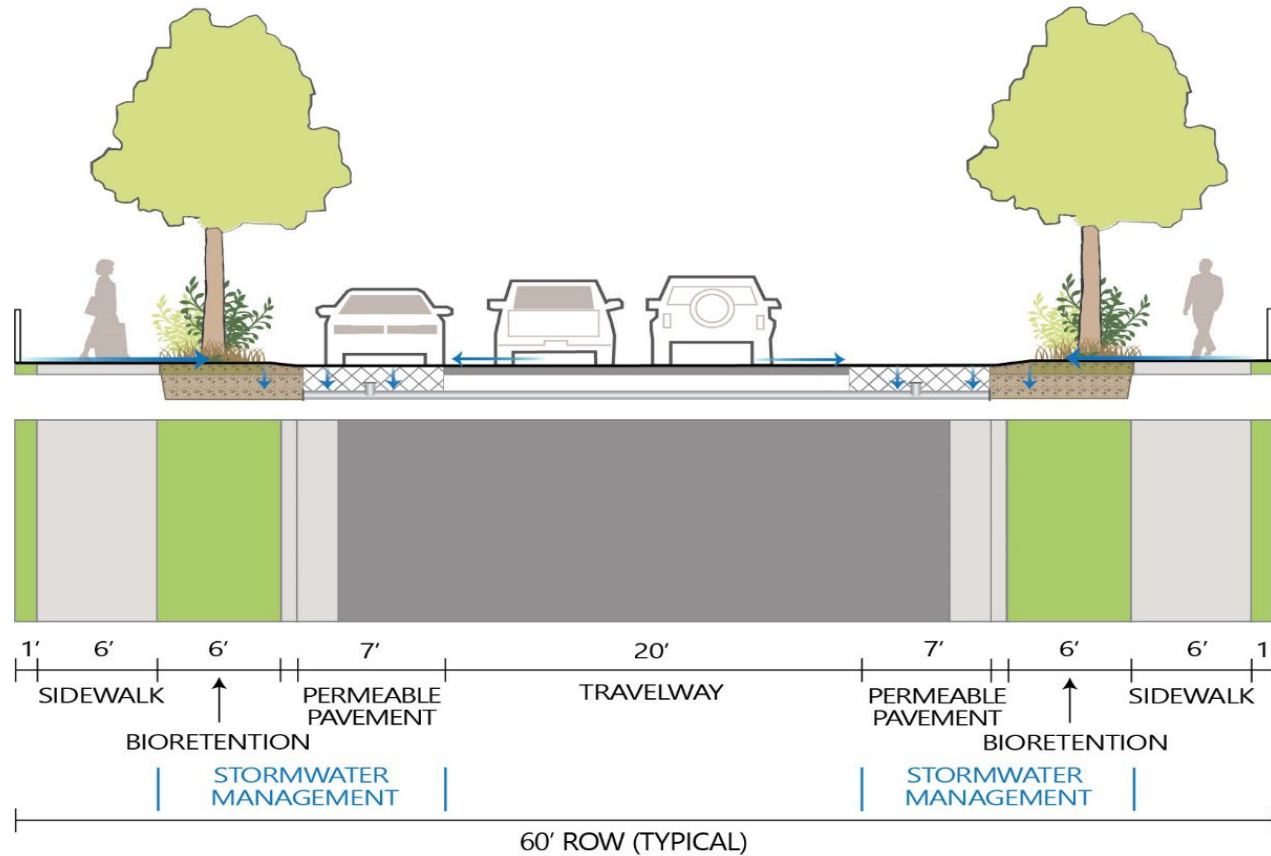 1’ 6’ 6’ 7’ 20’ 7’ 6’ 6’ 1
SIDEWALK PERMEABLE TRAVELWAY PERMEABLE SIDEWALK
PAVEMENT PAVEMENT
BIORETENTION BIORETENTION
STORMWATER STORMWATER
MANAGEMENT MANAGEMENT
60’ ROW (TYPICAL)